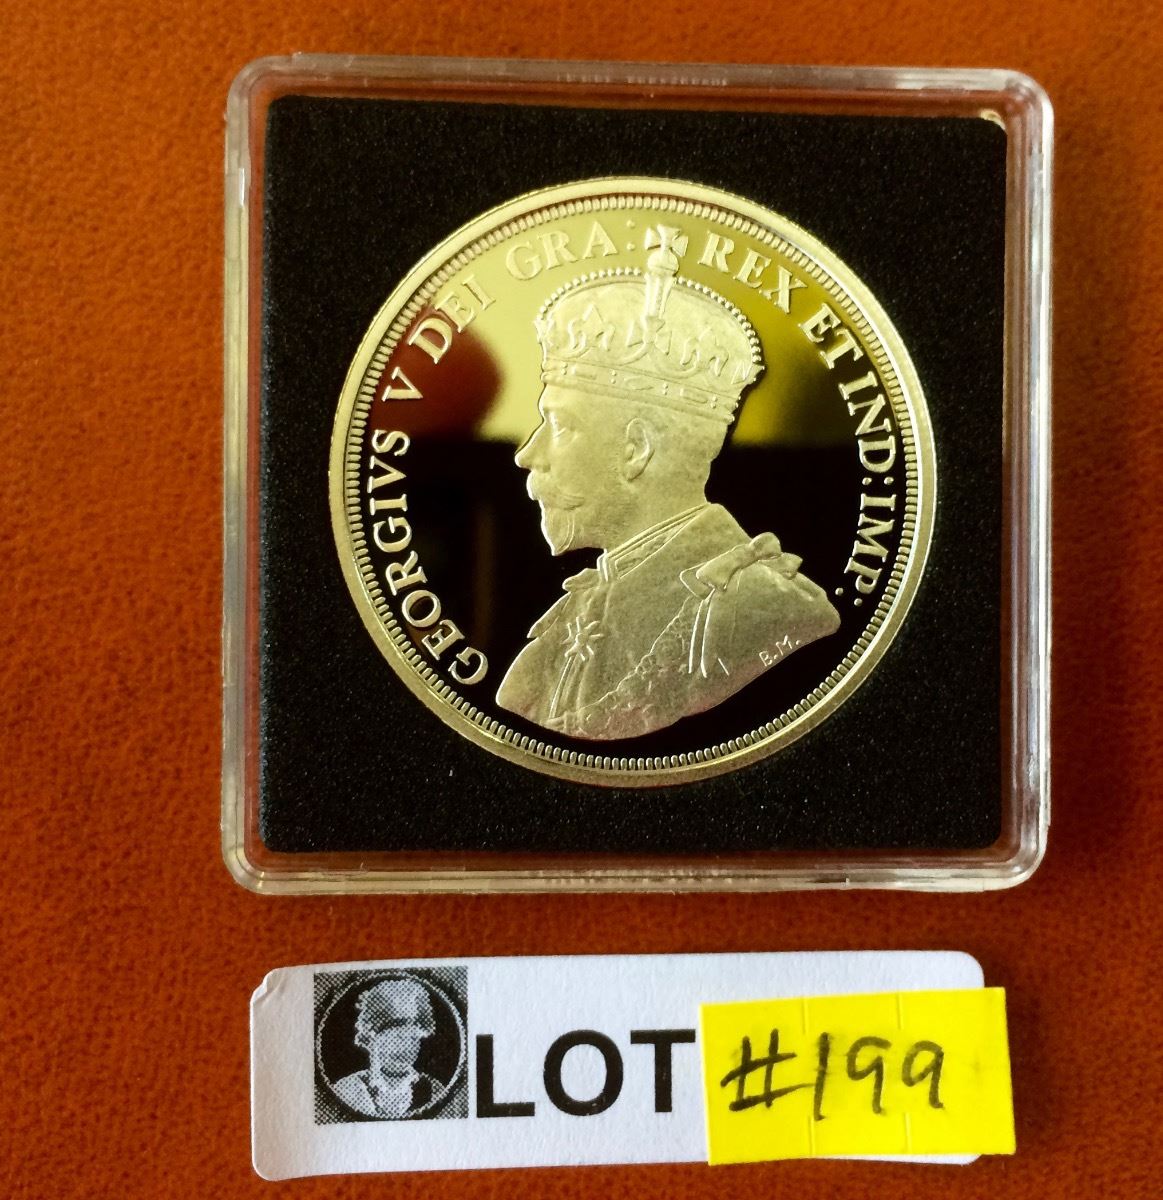 GEORGIVS V DEI GRA: REX ET IND:IMP:
B.M.
LOT #199